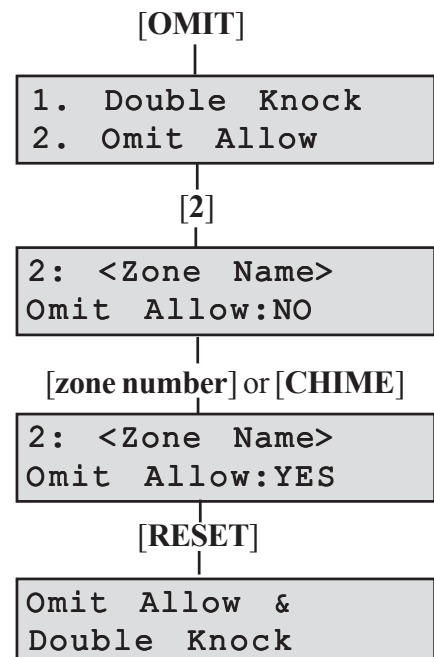 [OMIT]
1. Double Knock
2. Omit Allow
[2]
2: <Zone Name>
Omit Allow:NO
[zone number] or [CHIME]
2: <Zone Name>
Omit Allow:YES
[RESET]
Omit Allow &
Double Knock